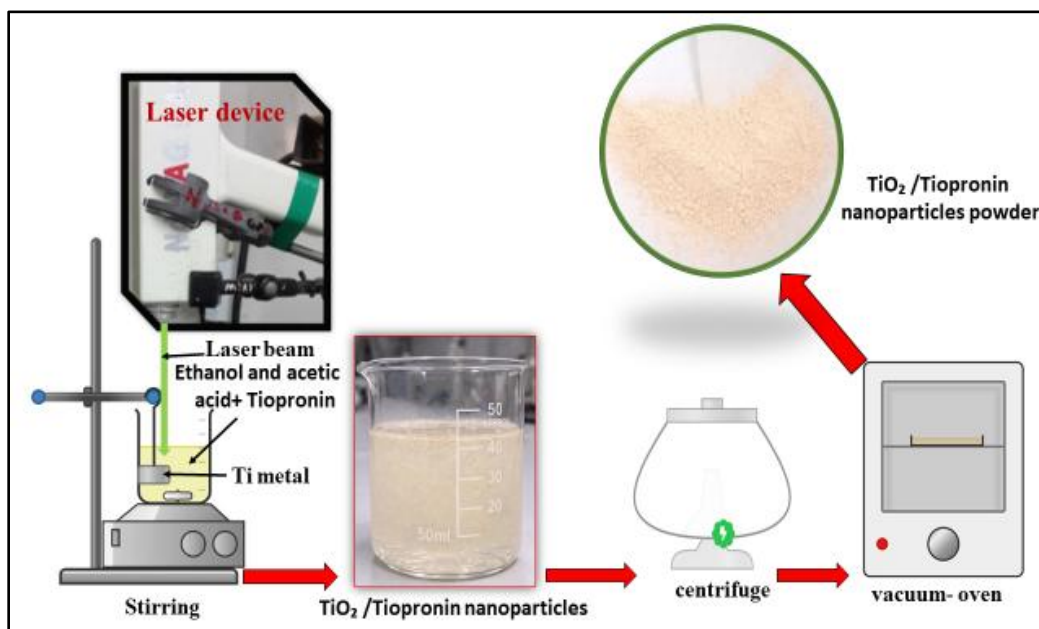 Laser device
Laser beam
Ethanol and acetic
acid+ Tiopronin
Ti metal
Stirring
50
40
30
20
50ml
TiO₂ /Tiopronin nanoparticles
centrifuge
vacuum- oven
TiO₂ /Tiopronin
nanoparticles powder